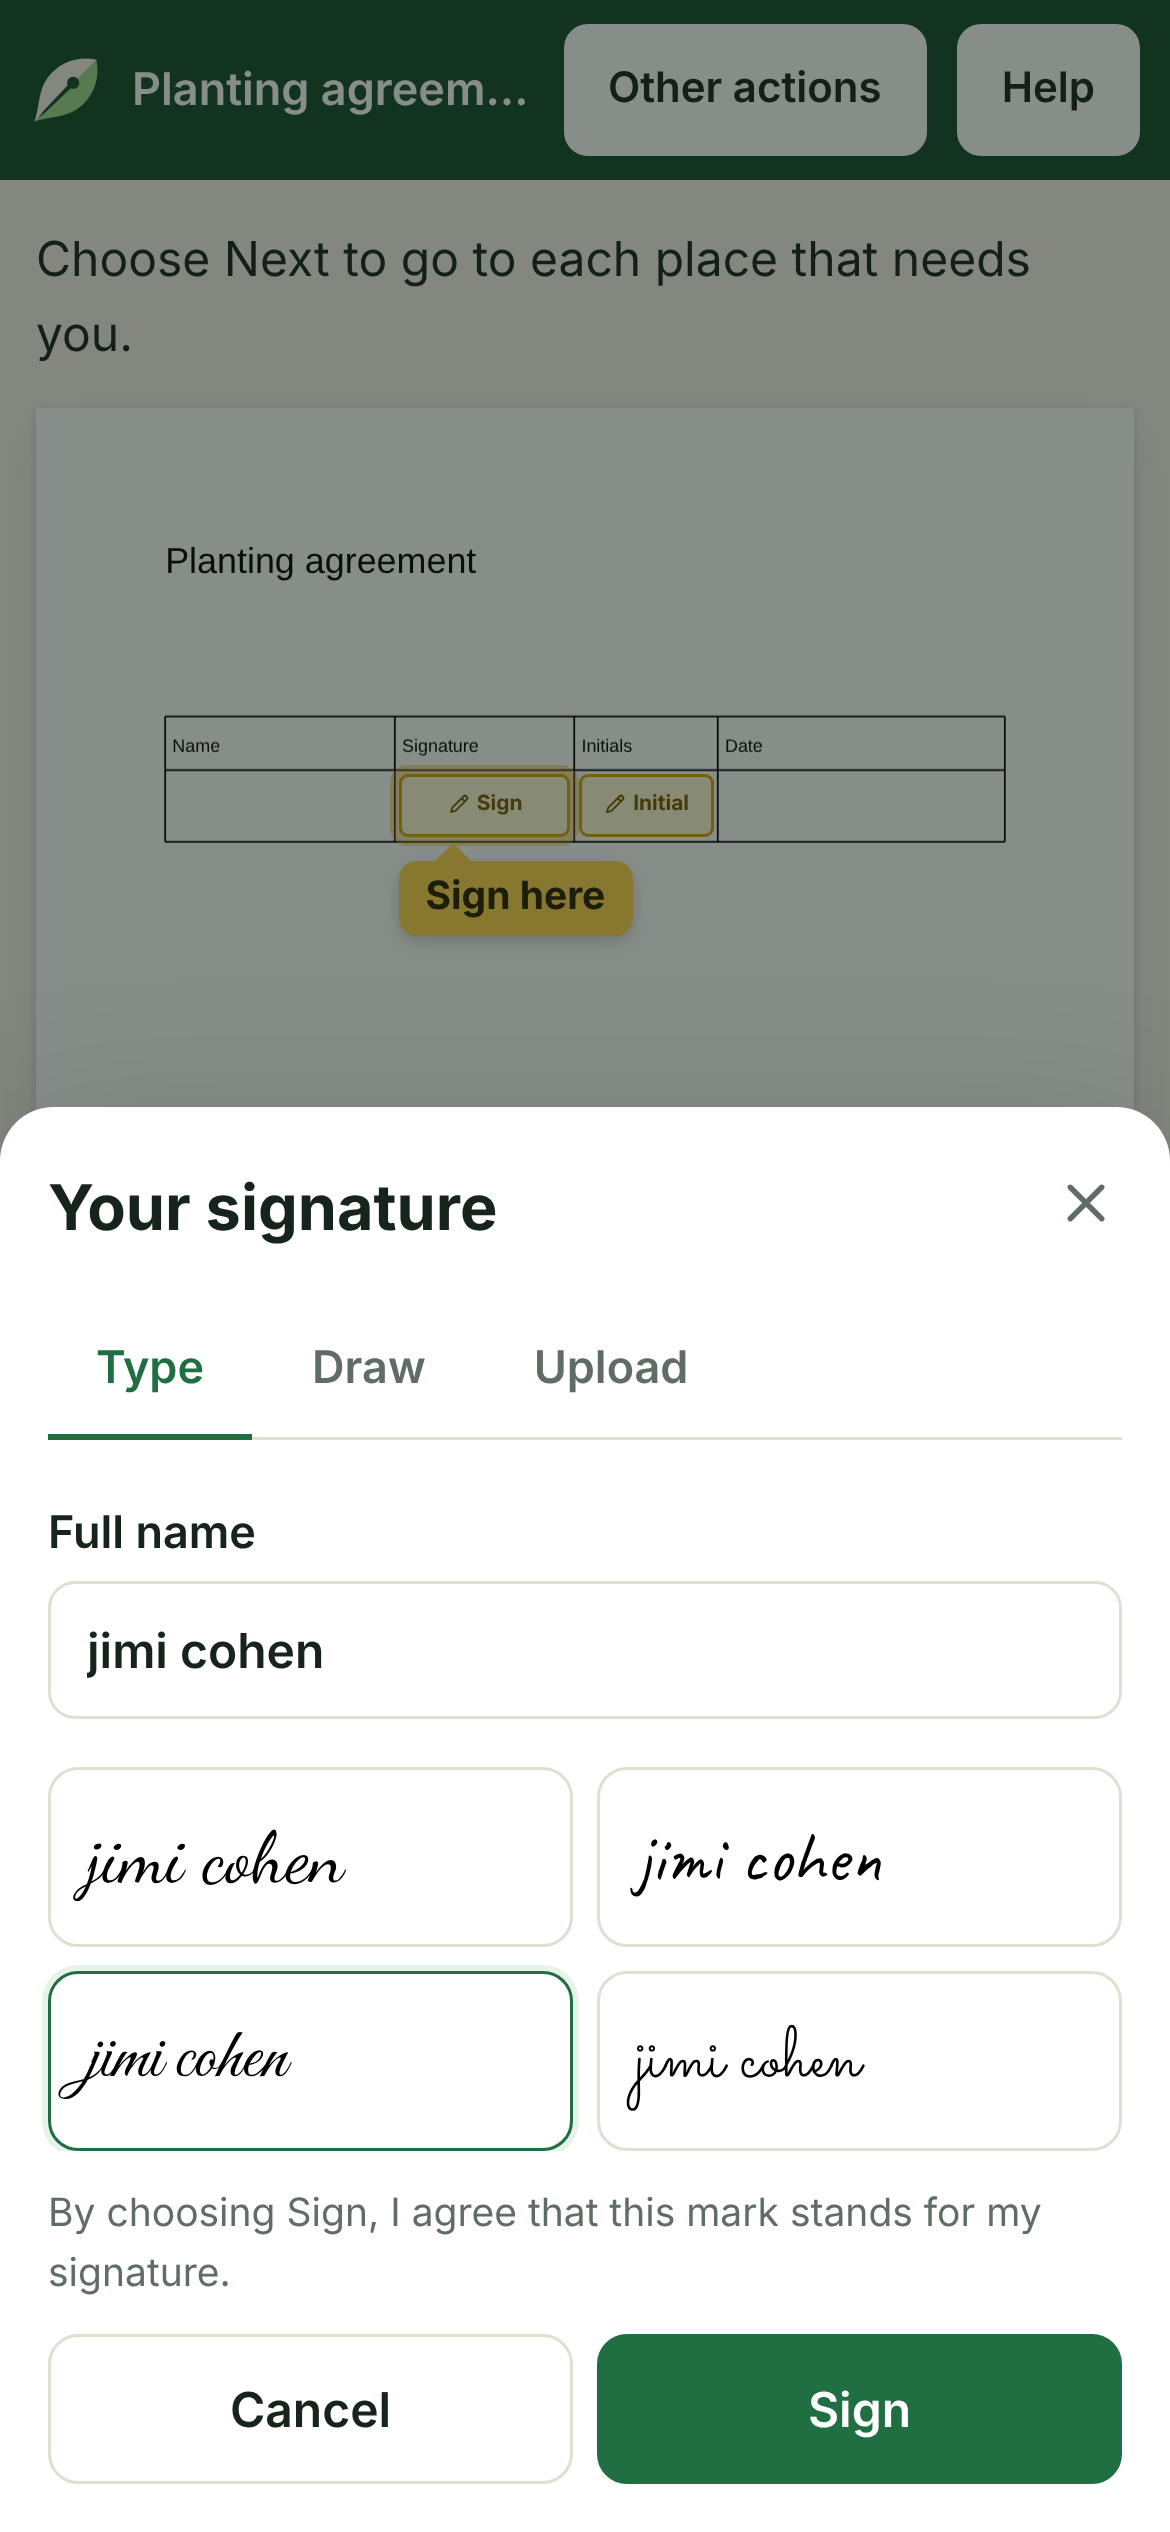 Planting agreem...
Other actions
Help
Choose Next to go to each place that needs
you.
Planting agreement
Name Signature Initials Date
Sign Initial
Sign here
Your signature
Type Draw Upload
Full name
jimi cohen
jimi cohen jimi cohen
jimi cohen jimi cohen
By choosing Sign, I agree that this mark stands for my
signature.
Cancel Sign